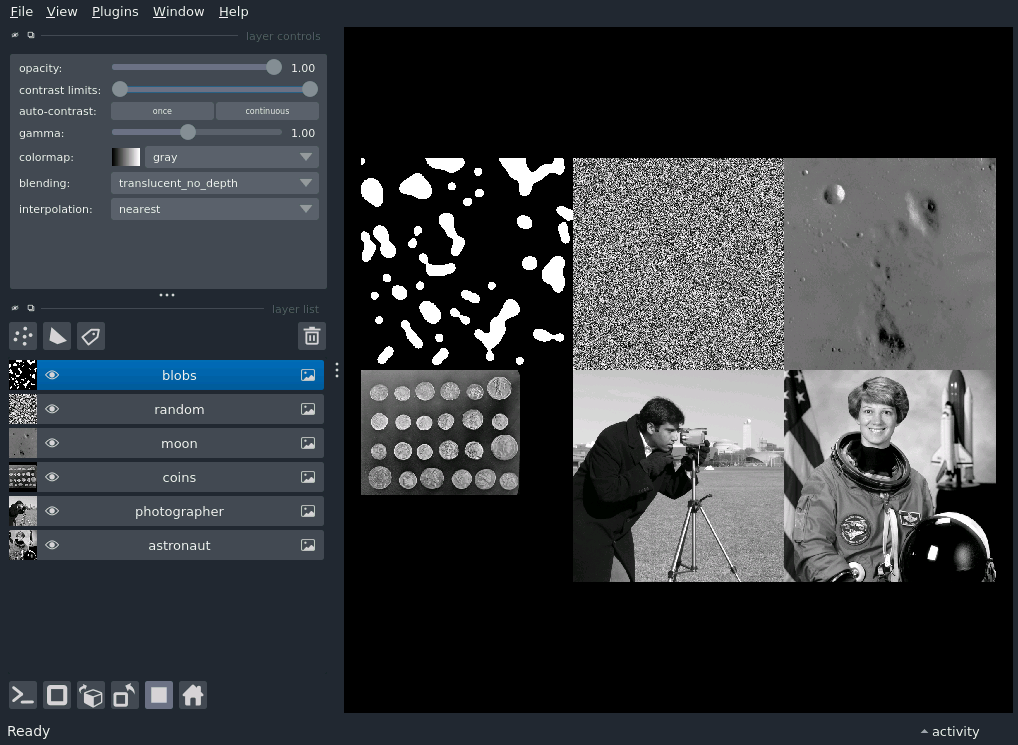 File View Plugins Window Help
layer controls
opacity: 1.00
contrast limits:
auto-contrast: once continuous
gamma: 1.00
colormap: gray
blending: translucent_no_depth
interpolation: nearest
layer list
blobs
random
moon
coins
photographer
astronaut
Ready
activity